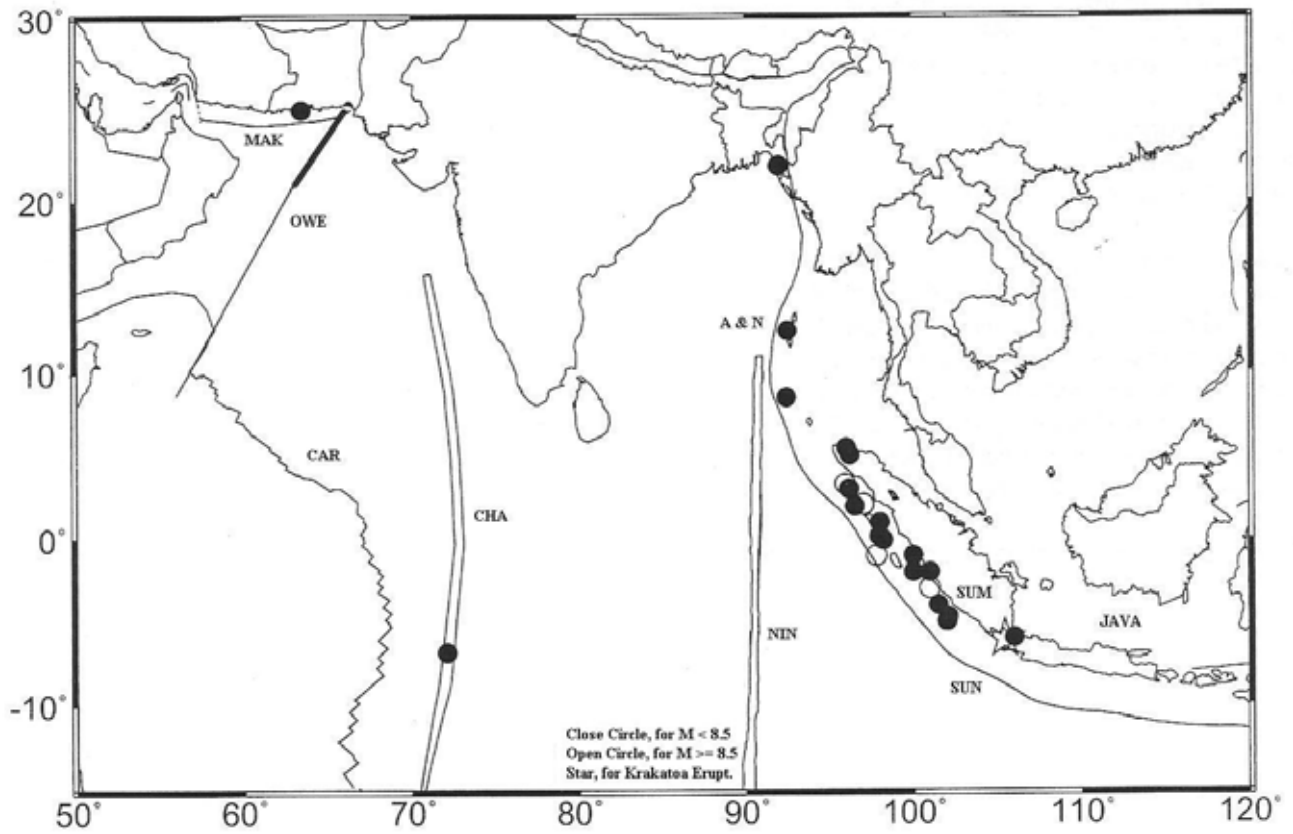 30°
20°
10°
0°
-10°
MAK
OWE
A & N
CAR
CHA
SUM
NIN
JAVA
SUN
Close Circle, for M < 8.5
Open Circle, for M >= 8.5
Star, for Krakatoa Erupt.
50° 60° 70° 80° 90° 100° 110° 120°